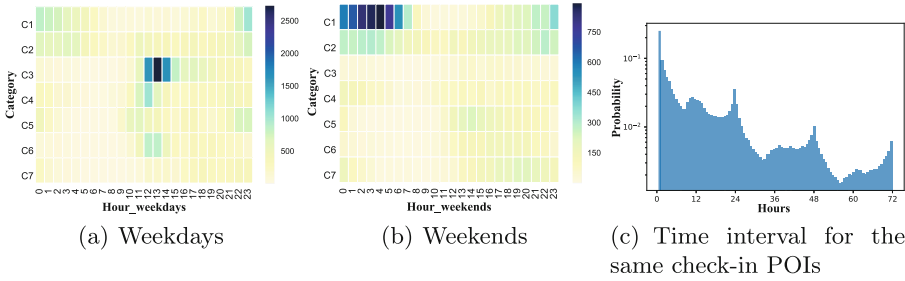 C1
C2
C3
C4
C5
C6
C7
Category
0 1 2 3 4 5 6 7 8 9 10 11 12 13 14 15 16 17 18 19 20 21 22 23
Hour_weekdays
2500
2000
1500
1000
500
(a) Weekdays
C1
C2
C3
C4
C5
C6
C7
Category
0 1 2 3 4 5 6 7 8 9 10 11 12 13 14 15 16 17 18 19 20 21 22 23
Hour_weekends
750
600
450
300
150
(b) Weekends
10⁻¹
10⁻²
Probability
0 12 24 36 48 60 72
Hours
(c) Time interval for the
same check-in POIs